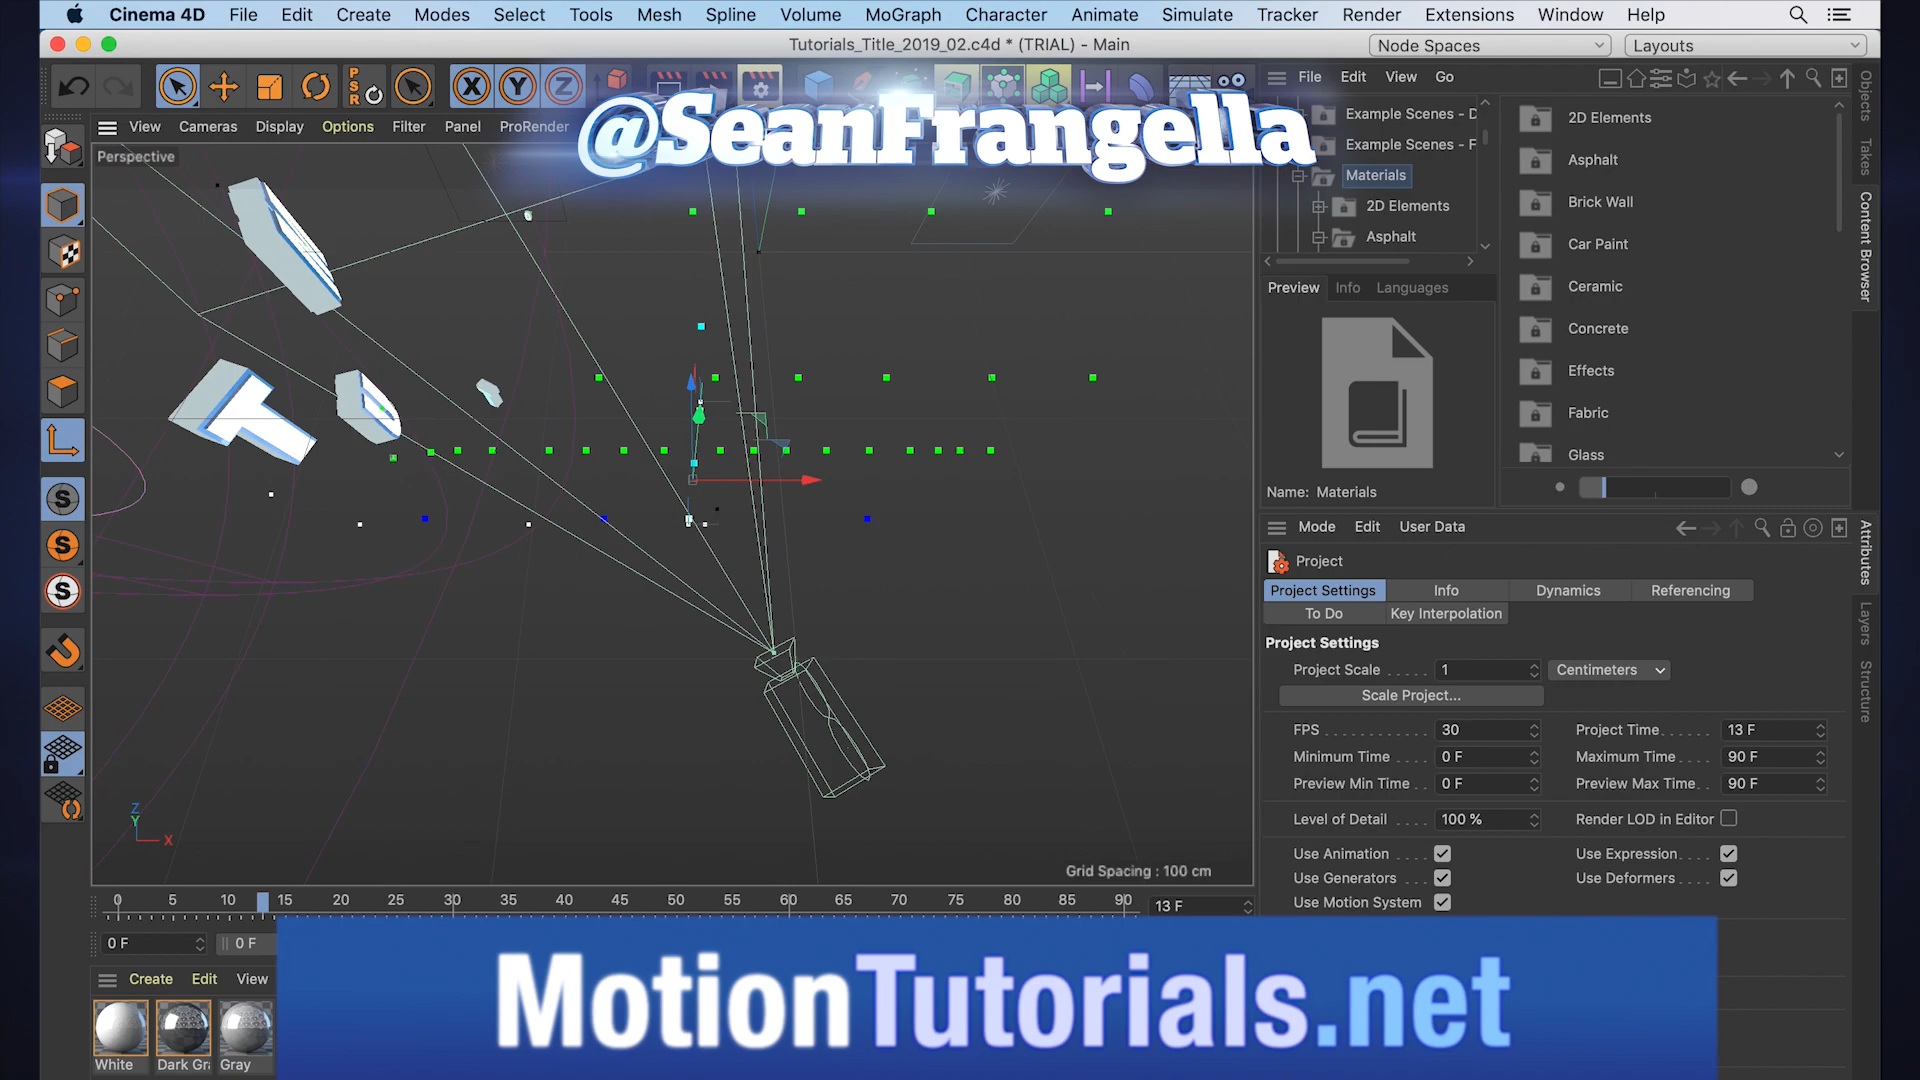 Cinema 4D File Edit Create Modes Select Tools Mesh Spline Volume MoGraph Character Animate Simulate Tracker Render Extensions Window Help
Tutorials_Title_2019_02.c4d * (TRIAL) - Main
Node Spaces
Layouts
P
S
R
X Y Z
File Edit View Go
View Cameras Display Options Filter Panel ProRender
@SeanFrangella
Perspective
Example Scenes - D
Example Scenes - F
Materials
2D Elements
Asphalt
2D Elements
Asphalt
Brick Wall
Car Paint
Ceramic
Concrete
Effects
Fabric
Glass
Objects
Takes
Content Browser
Preview Info Languages
Name: Materials
S
S
S
Mode Edit User Data
Project
Project Settings Info Dynamics Referencing
To Do Key Interpolation
Project Settings
Project Scale 1 Centimeters
Scale Project...
FPS 30 Project Time 13 F
Minimum Time 0 F Maximum Time 90 F
Preview Min Time 0 F Preview Max Time 90 F
Level of Detail 100 % Render LOD in Editor
Use Animation Use Expression
Use Generators Use Deformers
Use Motion System
Attributes
Layers
Structure
Z
Y
X
Grid Spacing : 100 cm
0 5 10 15 20 25 30 35 40 45 50 55 60 65 70 75 80 85 90
13 F
0 F 0 F
Create Edit View
White Dark Gr Gray
MotionTutorials.net